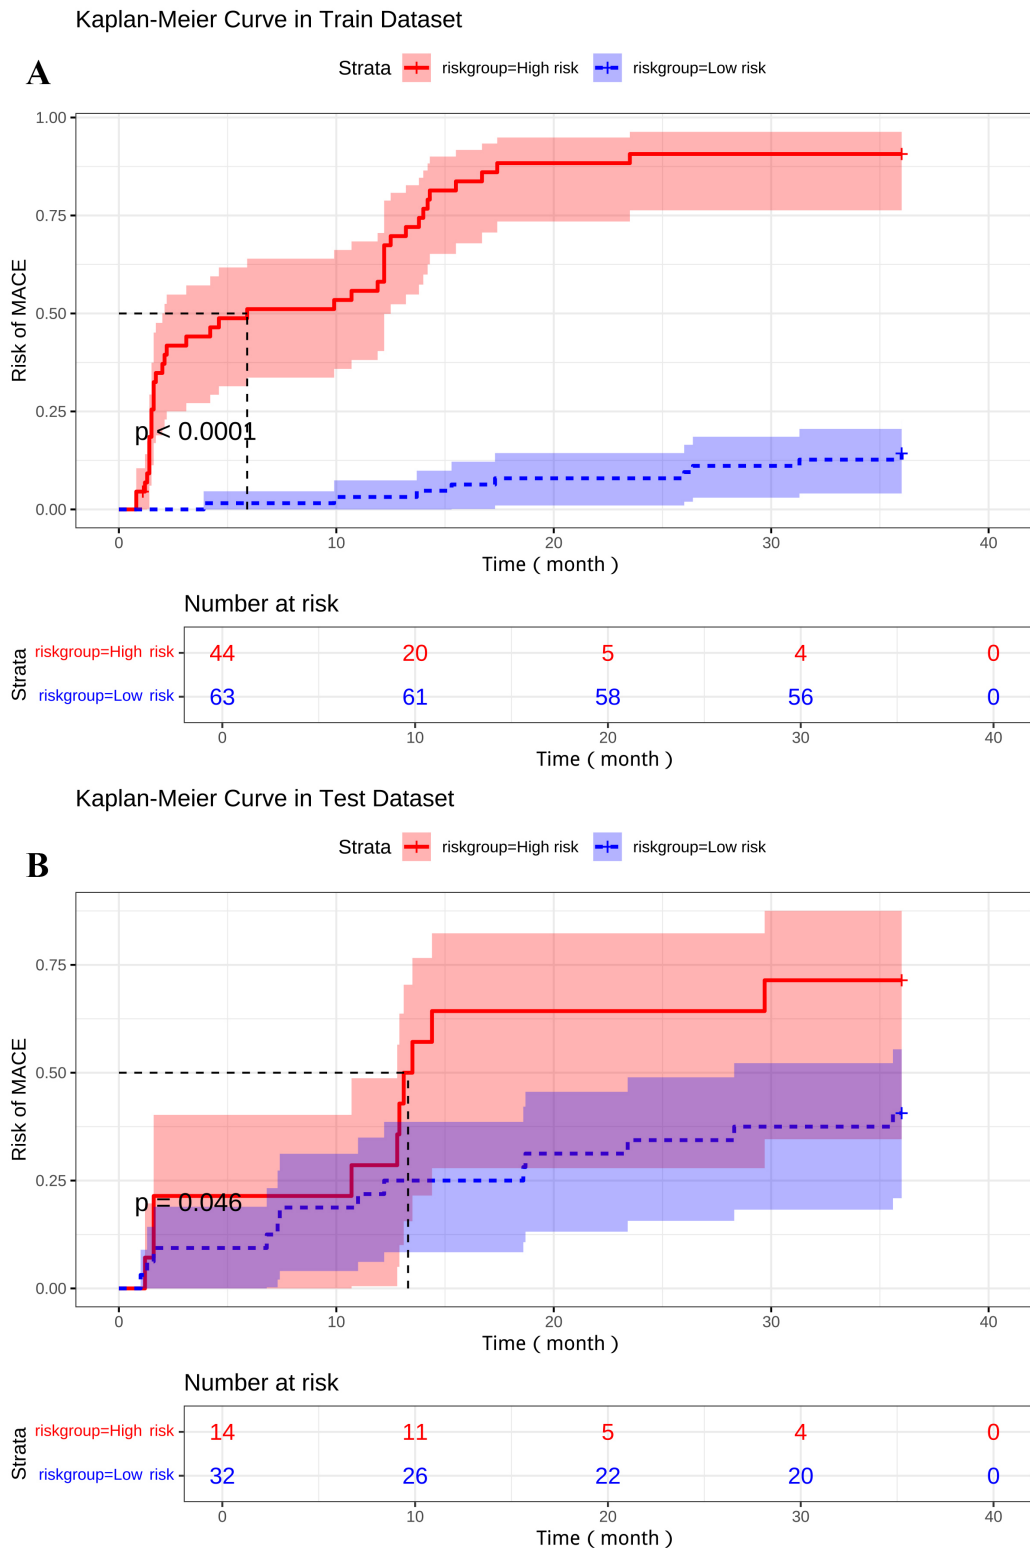 Kaplan-Meier Curve in Train Dataset
A
Strata riskgroup=High risk riskgroup=Low risk
1.00
0.75
0.50
0.25
0.00
Risk of MACE
p < 0.0001
0 10 20 30 40
Time ( month )
Number at risk
Strata
riskgroup=High risk 44 20 5 4 0
riskgroup=Low risk 63 61 58 56 0
0 10 20 30 40
Time ( month )
Kaplan-Meier Curve in Test Dataset
B
Strata riskgroup=High risk riskgroup=Low risk
0.75
0.50
0.25
0.00
Risk of MACE
p = 0.046
0 10 20 30 40
Time ( month )
Number at risk
Strata
riskgroup=High risk 14 11 5 4 0
riskgroup=Low risk 32 26 22 20 0
0 10 20 30 40
Time ( month )